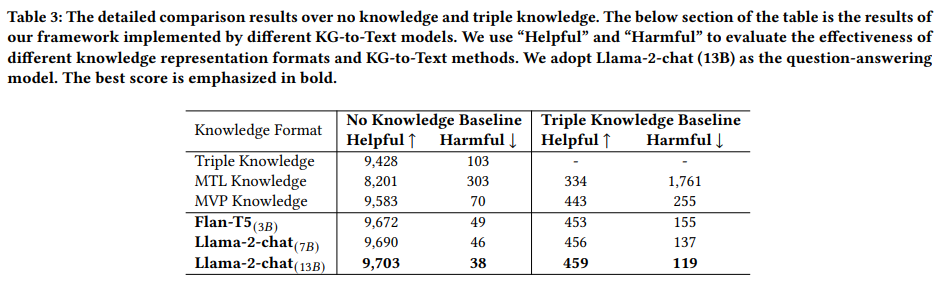 Table 3: The detailed comparison results over no knowledge and triple knowledge. The below section of the table is the results of
our framework implemented by different KG-to-Text models. We use “Helpful” and “Harmful” to evaluate the effectiveness of
different knowledge representation formats and KG-to-Text methods. We adopt Llama-2-chat (13B) as the question-answering
model. The best score is emphasized in bold.
Knowledge Format No Knowledge Baseline Triple Knowledge Baseline
Helpful ↑ Harmful ↓ Helpful ↑ Harmful ↓
Triple Knowledge 9,428 103 - -
MTL Knowledge 8,201 303 334 1,761
MVP Knowledge 9,583 70 443 255
Flan-T5(3B) 9,672 49 453 155
Llama-2-chat(7B) 9,690 46 456 137
Llama-2-chat(13B) 9,703 38 459 119